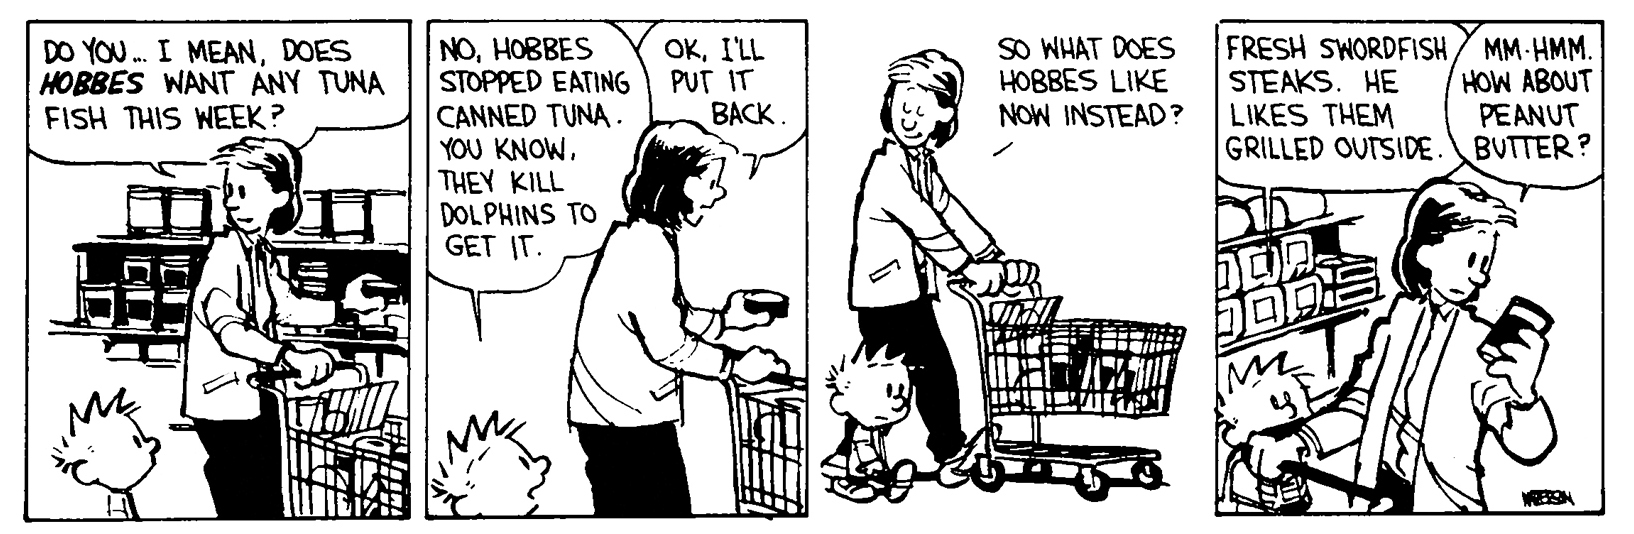 DO YOU... I MEAN, DOES
HOBBES WANT ANY TUNA
FISH THIS WEEK?
NO, HOBBES
STOPPED EATING
CANNED TUNA.
YOU KNOW,
THEY KILL
DOLPHINS TO
GET IT.
OK, I'LL
PUT IT
BACK.
SO WHAT DOES
HOBBES LIKE
NOW INSTEAD?
FRESH SWORDFISH
STEAKS. HE
LIKES THEM
GRILLED OUTSIDE.
MM-HMM.
HOW ABOUT
PEANUT
BUTTER?
WATTERSON